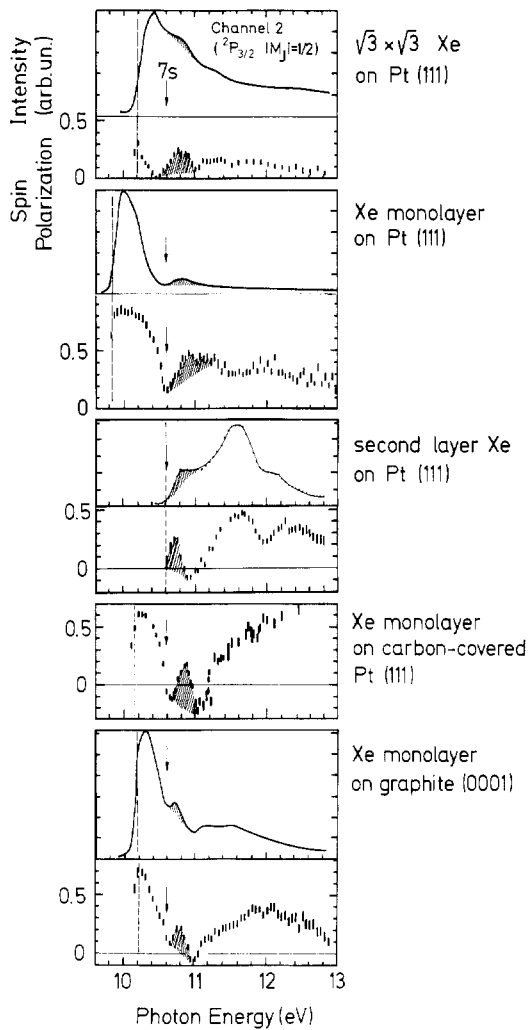 Spin Intensity
Polarization (arb.un.)
Channel 2
(²P₃/₂ |Mⱼ|=1/2)
7s
√3 × √3 Xe
on Pt (111)
0.5
0
Xe monolayer
on Pt (111)
0.5
0
second layer Xe
on Pt (111)
0.5
0
Xe monolayer
on carbon-covered
Pt (111)
0.5
0
Xe monolayer
on graphite (0001)
0.5
0
10 11 12 13
Photon Energy (eV)